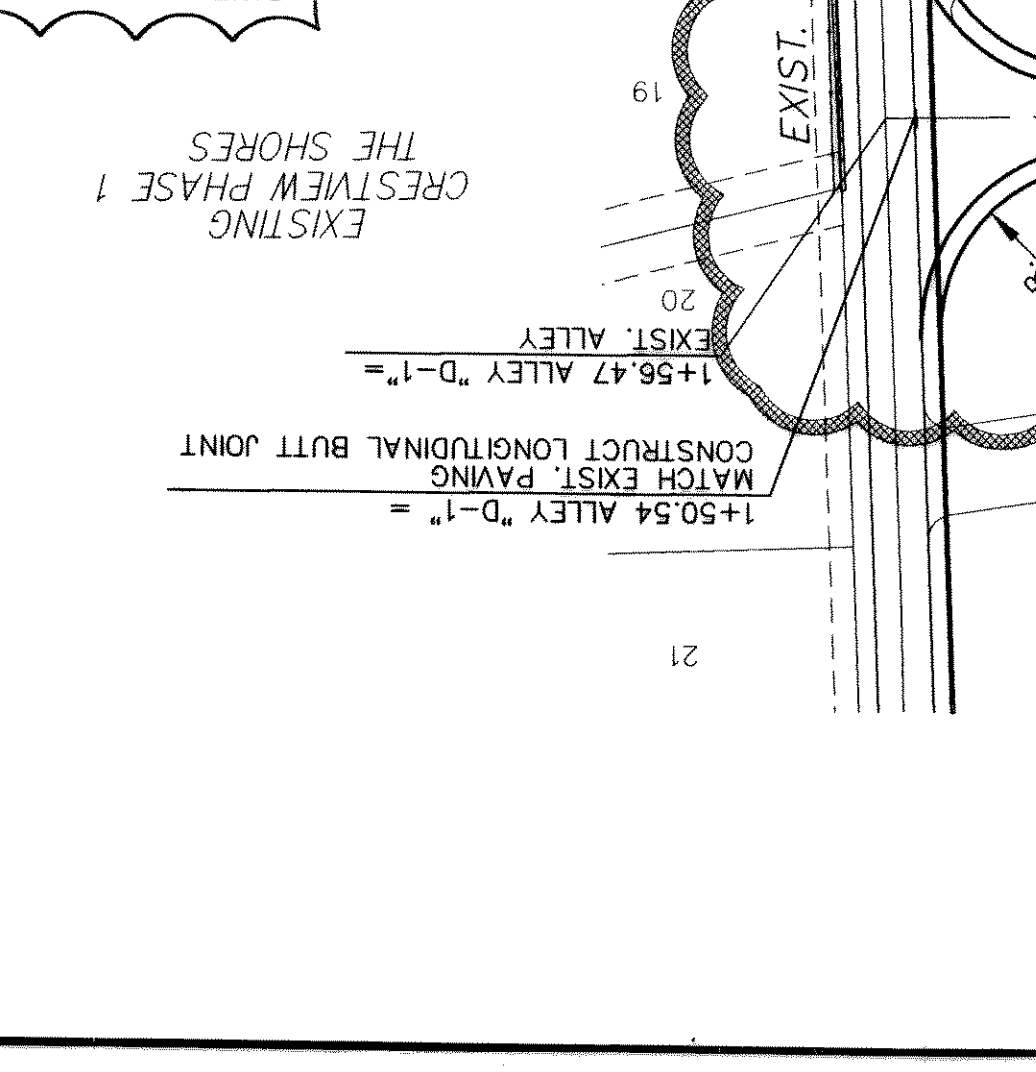 21
1+50.54 ALLEY "D-1" =
MATCH EXIST. PAVING
CONSTRUCT LONGITUDINAL BUTT JOINT
1+56.47 ALLEY "D-1"=
EXIST. ALLEY
20
EXISTING
CRESTVIEW PHASE 1
THE SHORES
19
EXIST.